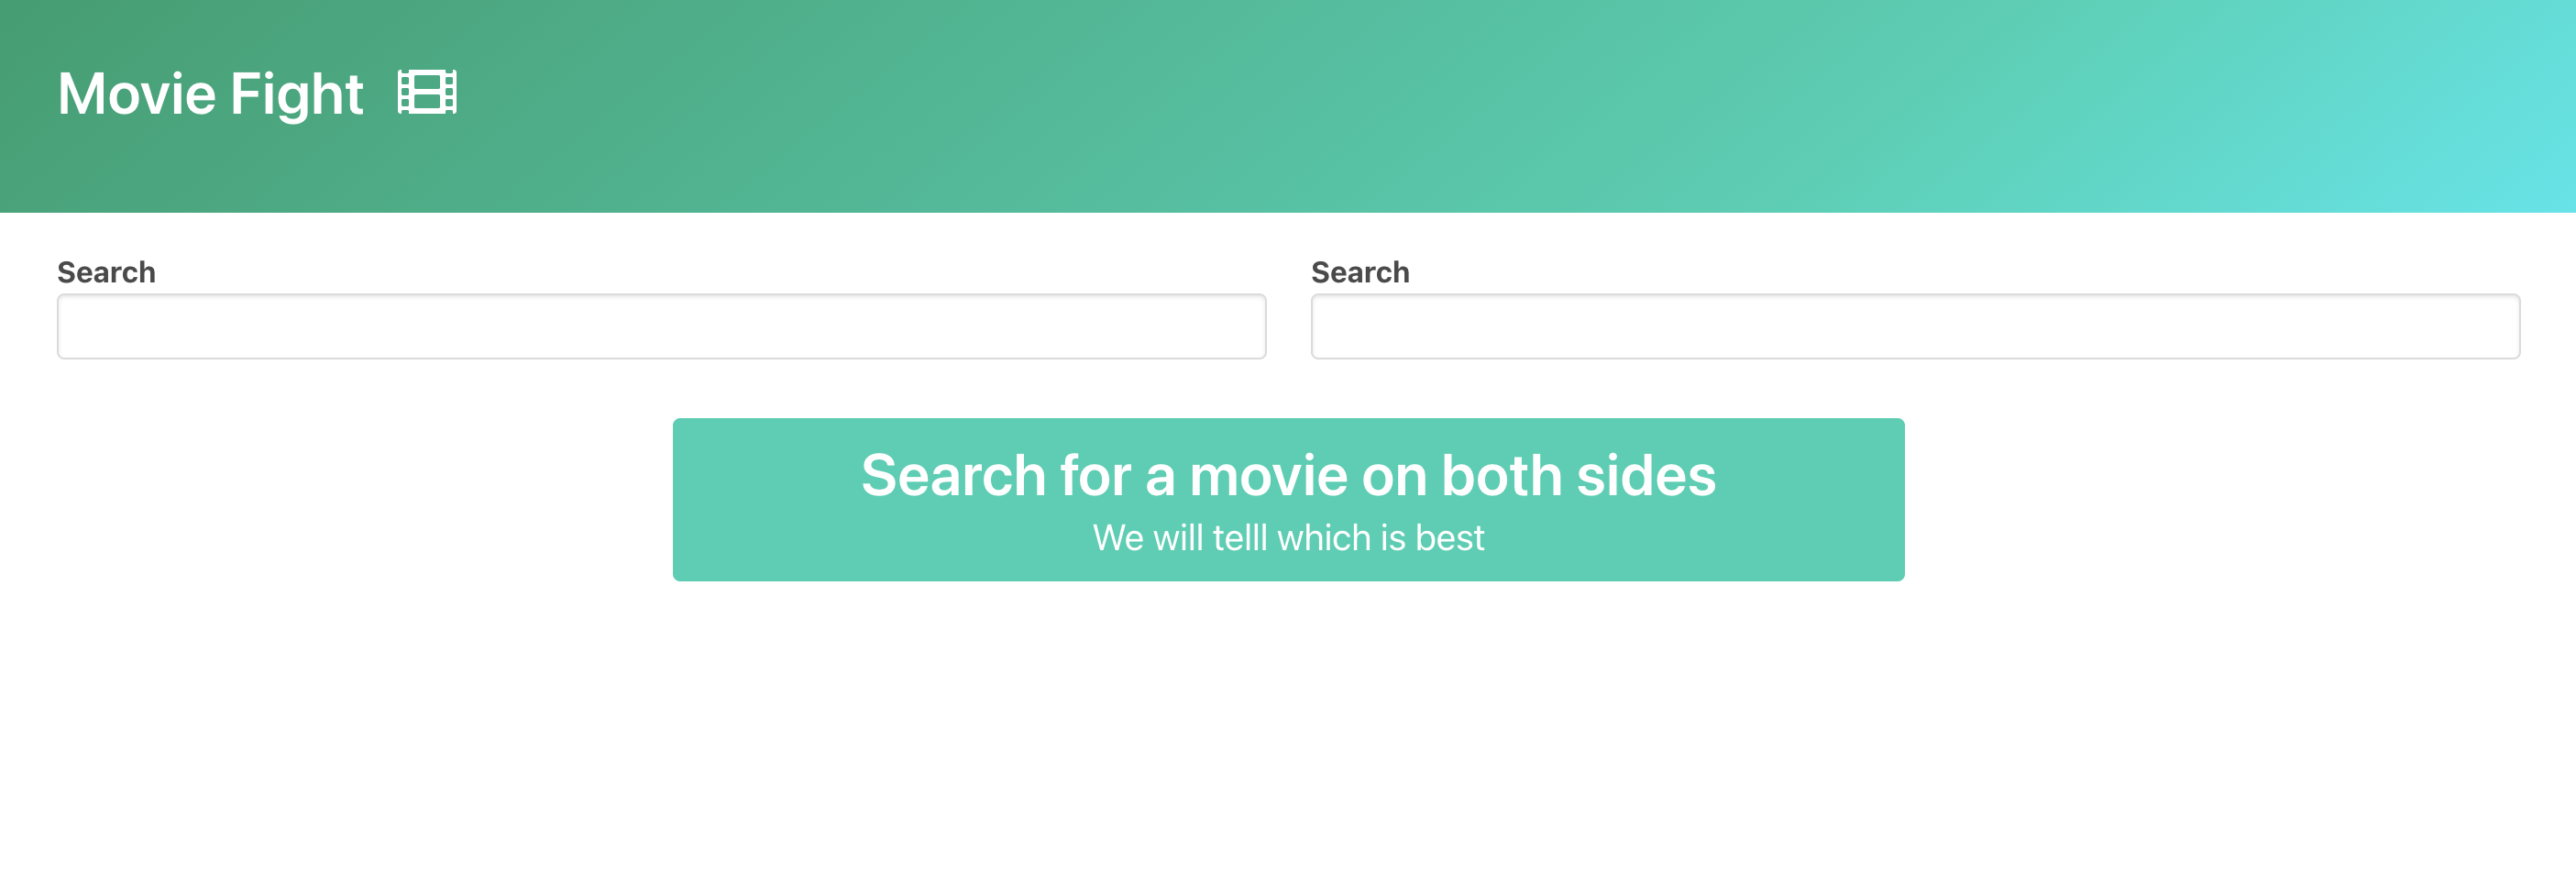 Movie Fight
Search
Search
Search for a movie on both sides
We will telll which is best